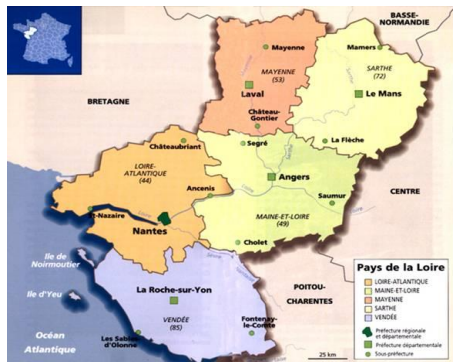 BASSE-
NORMANDIE
Mayenne
Mamers
MAYENNE
(53)
SARTHE
(72)
Laval
Le Mans
BRETAGNE
Château-
Gontier
Châteaubriant
Segré
La Flèche
LOIRE-
ATLANTIQUE
(44)
Angers
CENTRE
Ancenis
Saumur
St-Nazaire
Nantes
MAINE-ET-LOIRE
(49)
Cholet
Ile de
Noirmoutier
POITOU-
CHARENTES
La Roche-sur-Yon
Ile d'Yeu
VENDÉE
(85)
Fontenay-
le-Comte
Les Sables
d'Olonne
Océan
Atlantique
25 km
Pays de la Loire
LOIRE-ATLANTIQUE
MAINE-ET-LOIRE
MAYENNE
SARTHE
VENDÉE
Préfecture régionale
et départementale
Préfecture départementale
Sous-préfecture